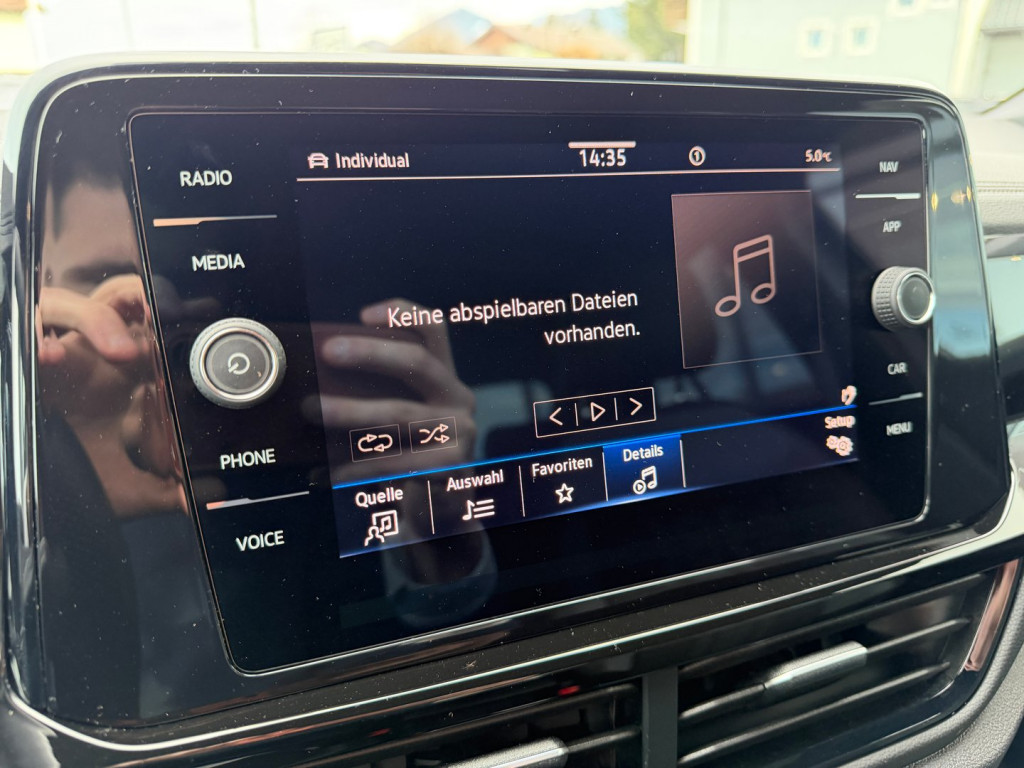 RADIO
MEDIA
PHONE
VOICE
Individual
14:35
1
5.0°C
Keine abspielbaren Dateien
vorhanden.
Quelle
Auswahl
Favoriten
Details
Setup
NAV
APP
CAR
MENU